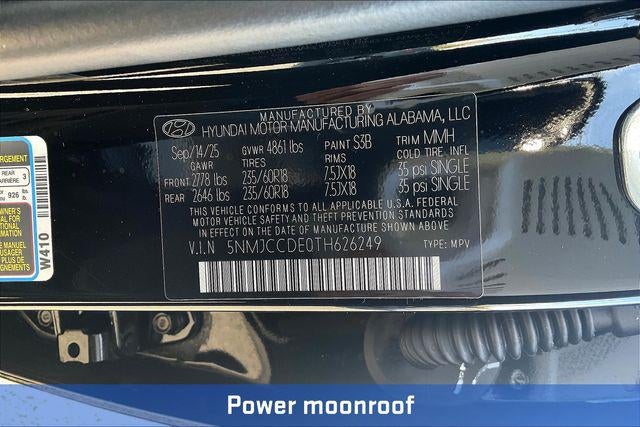 MANUFACTURED BY
HYUNDAI MOTOR MANUFACTURING ALABAMA, LLC
Sep/14/25 GVWR 4861 lbs PAINT S3B TRIM MMH
GAWR TIRES RIMS COLD TIRE INFL
FRONT 2778 lbs 235/60R18 7.5JX18 35 psi SINGLE
REAR 2646 lbs 235/60R18 7.5JX18 35 psi SINGLE
THIS VEHICLE CONFORMS TO ALL APPLICABLE U.S.A. FEDERAL
MOTOR VEHICLE SAFETY AND THEFT PREVENTION STANDARDS
IN EFFECT ON THE DATE OF MANUFACTURE SHOWN ABOVE.
V.I.N 5NMJCCDE0TH626249 TYPE: MPV
REAR 3
926
W410
Power moonroof